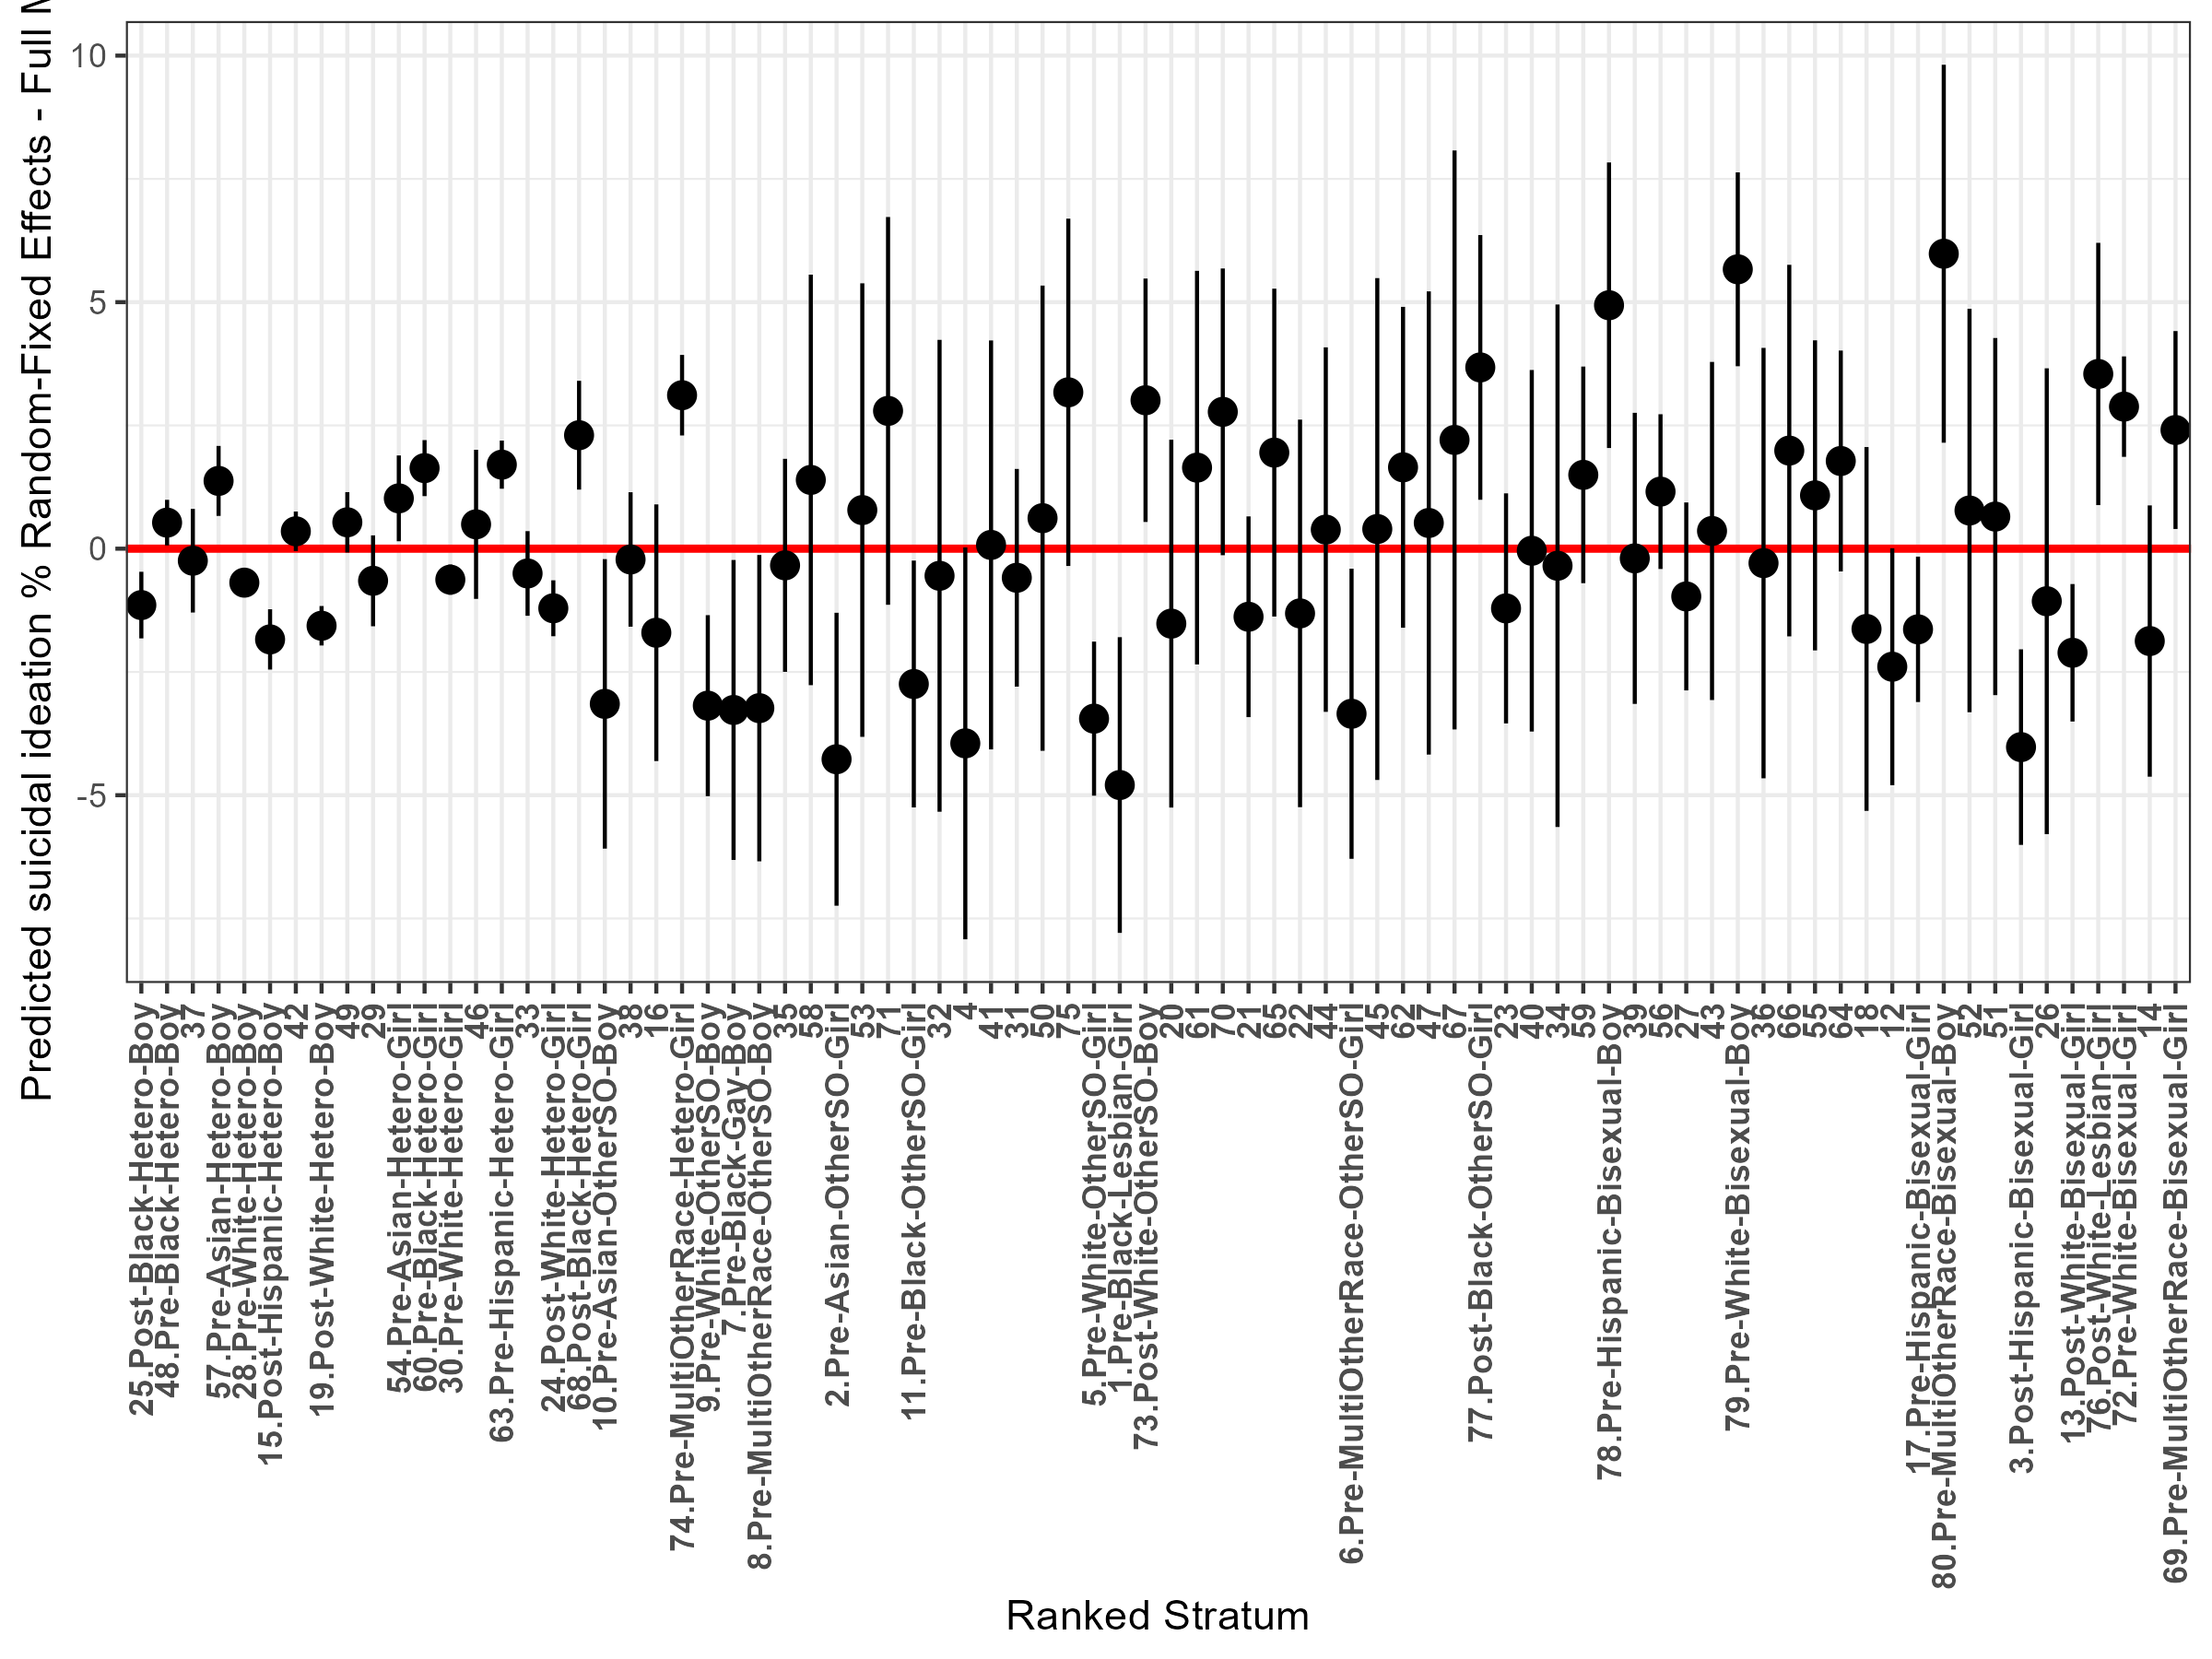 Predicted suicidal ideation % Random-Fixed Effects - Full
10
5
0
-5
25.Post-Black-Hetero-Boy
48.Pre-Black-Hetero-Boy
37
57.Pre-Asian-Hetero-Boy
28.Pre-White-Hetero-Boy
15.Post-Hispanic-Hetero-Boy
42
19.Post-White-Hetero-Boy
49
29
54.Pre-Asian-Hetero-Girl
60.Pre-Black-Hetero-Girl
30.Pre-White-Hetero-Girl
46
63.Pre-Hispanic-Hetero-Girl
33
24.Post-White-Hetero-Girl
68.Post-Black-Hetero-Girl
10.Pre-Asian-OtherSO-Boy
38
16
74.Pre-MultiOtherRace-Hetero-Girl
9.Pre-White-OtherSO-Boy
7.Pre-Black-Gay-Boy
8.Pre-MultiOtherRace-OtherSO-Boy
35
58
2.Pre-Asian-OtherSO-Girl
53
71
11.Pre-Black-OtherSO-Girl
32
4
41
31
50
75
5.Pre-White-OtherSO-Girl
1.Pre-Black-Lesbian-Girl
73.Post-White-OtherSO-Boy
20
61
70
21
65
22
44
6.Pre-MultiOtherRace-OtherSO-Girl
45
62
47
67
77.Post-Black-OtherSO-Girl
23
40
34
59
78.Pre-Hispanic-Bisexual-Boy
39
56
27
43
79.Pre-White-Bisexual-Boy
36
66
55
64
18
12
17.Pre-Hispanic-Bisexual-Girl
80.Pre-MultiOtherRace-Bisexual-Boy
52
51
3.Post-Hispanic-Bisexual-Girl
26
13.Post-White-Bisexual-Girl
76.Post-White-Lesbian-Girl
72.Pre-White-Bisexual-Girl
14
69.Pre-MultiOtherRace-Bisexual-Girl
Ranked Stratum